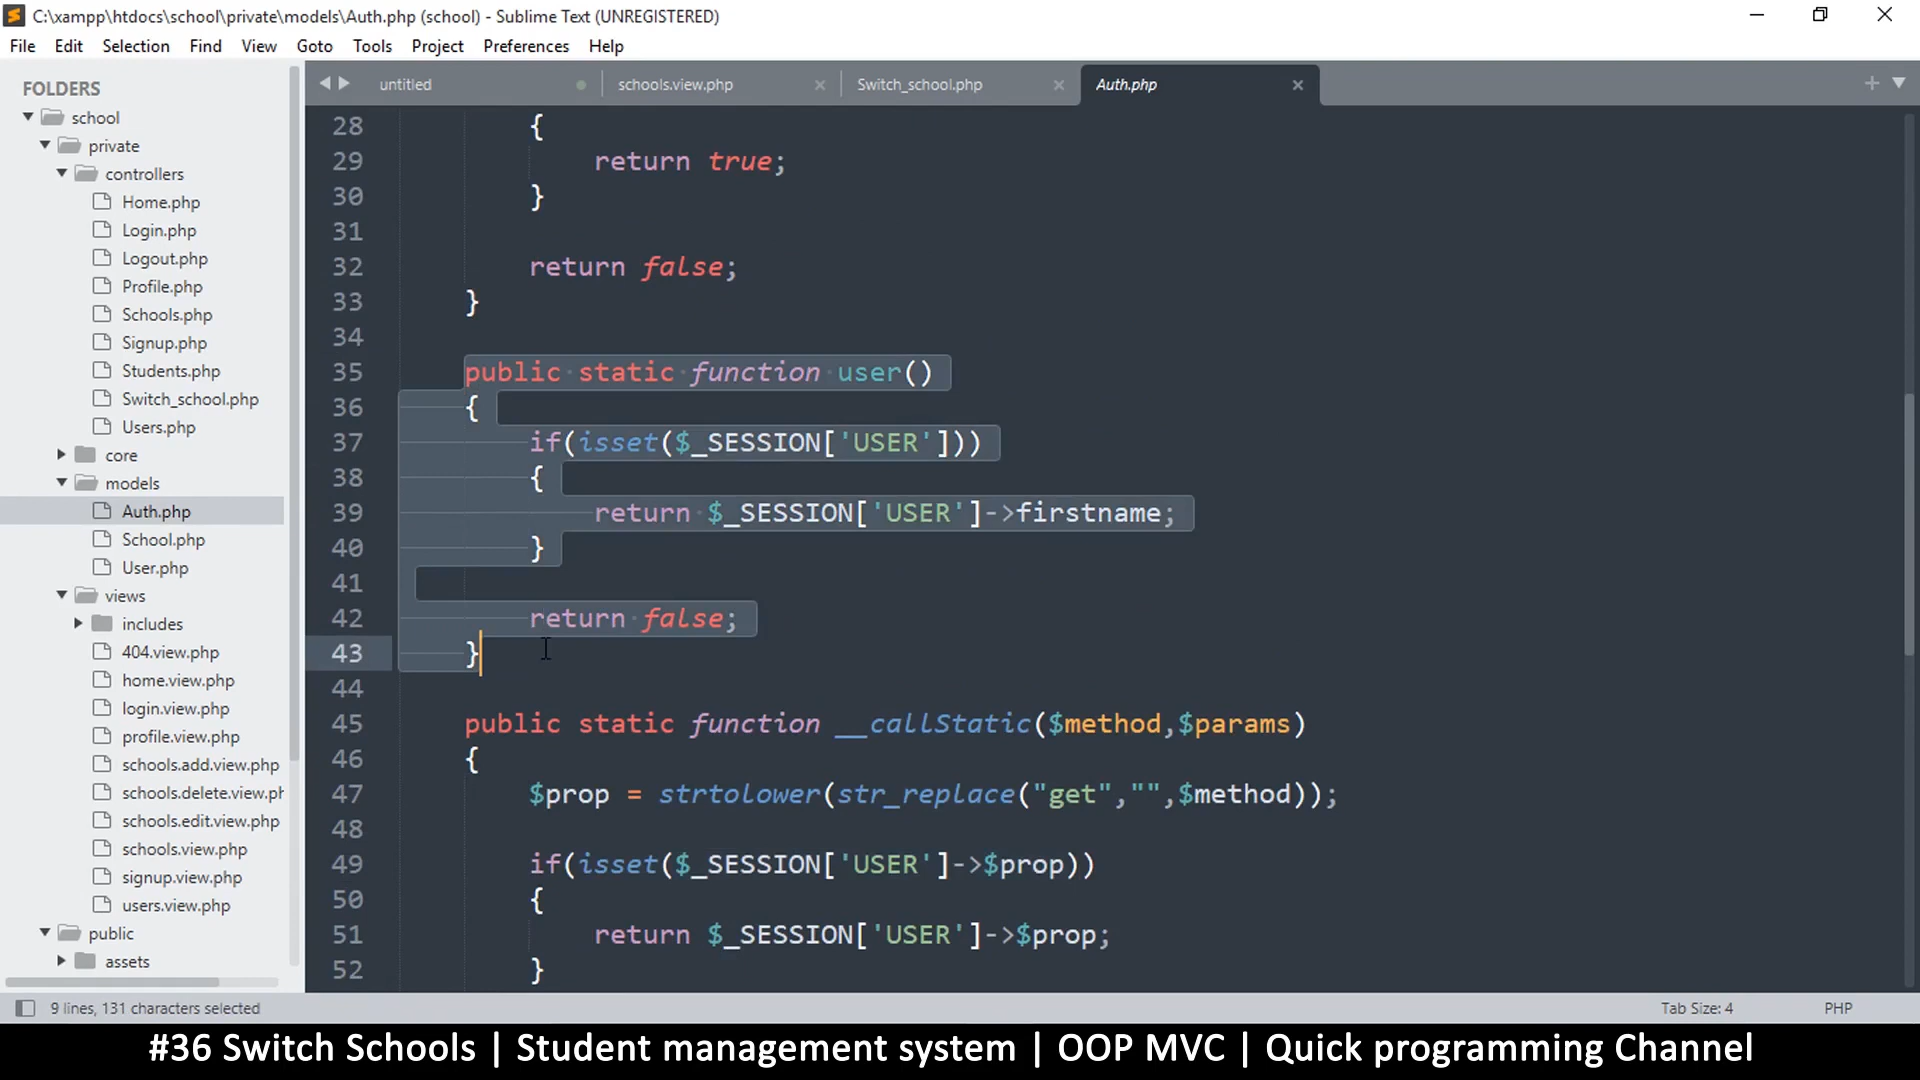 C:\xampp\htdocs\school\private\models\Auth.php (school) - Sublime Text (UNREGISTERED)
File Edit Selection Find View Goto Tools Project Preferences Help
FOLDERS
school
private
controllers
Home.php
Login.php
Logout.php
Profile.php
Schools.php
Signup.php
Students.php
Switch_school.php
Users.php
core
models
Auth.php
School.php
User.php
views
includes
404.view.php
home.view.php
login.view.php
profile.view.php
schools.add.view.php
schools.delete.view.ph
schools.edit.view.php
schools.view.php
signup.view.php
users.view.php
public
assets
untitled schools.view.php Switch_school.php Auth.php
28 {
29 return true;
30 }
31
32 return false;
33 }
34
35 public static function user()
36 {
37 if(isset($_SESSION['USER']))
38 {
39 return $_SESSION['USER']->firstname;
40 }
41
42 return false;
43 }
44
45 public static function __callStatic($method,$params)
46 {
47 $prop = strtolower(str_replace("get","",$method));
48
49 if(isset($_SESSION['USER']->$prop))
50 {
51 return $_SESSION['USER']->$prop;
52 }
9 lines, 131 characters selected Tab Size: 4 PHP
#36 Switch Schools | Student management system | OOP MVC | Quick programming Channel